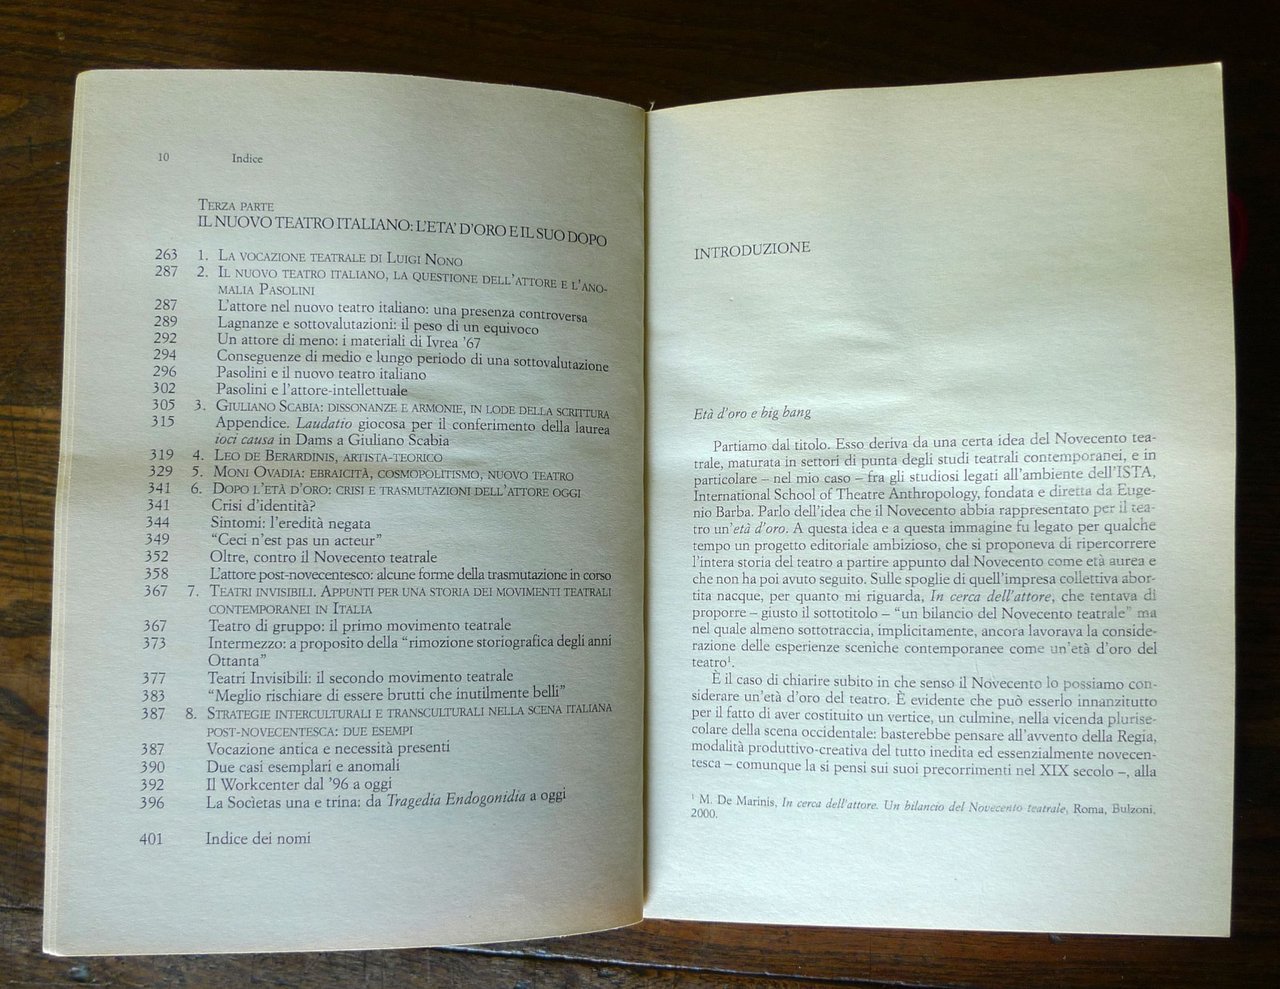 10 Indice
TERZA PARTE
IL NUOVO TEATRO ITALIANO: L'ETA' D'ORO E IL SUO DOPO
263 1. LA VOCAZIONE TEATRALE DI LUIGI NONO
287 2. IL NUOVO TEATRO ITALIANO, LA QUESTIONE DELL'ATTORE E L'ANO-
MALIA PASOLINI
287 L'attore nel nuovo teatro italiano: una presenza controversa
289 Lagnanze e sottovalutazioni: il peso di un equivoco
292 Un attore di meno: i materiali di Ivrea '67
294 Conseguenze di medio e lungo periodo di una sottovalutazione
296 Pasolini e il nuovo teatro italiano
302 Pasolini e l'attore-intellettuale
305 3. GIULIANO SCABIA: DISSONANZE E ARMONIE, IN LODE DELLA SCRITTURA
315 Appendice. Laudatio giocosa per il conferimento della laurea
ioci causa in Dams a Giuliano Scabia
319 4. LEO DE BERARDINIS, ARTISTA-TEORICO
329 5. MONI OVADIA: EBRAICITÀ, COSMOPOLITISMO, NUOVO TEATRO
341 6. DOPO L'ETÀ D'ORO: CRISI E TRASMUTAZIONI DELL'ATTORE OGGI
341 Crisi d'identità?
344 Sintomi: l'eredità negata
349 "Ceci n'est pas un acteur"
352 Oltre, contro il Novecento teatrale
358 L'attore post-novecentesco: alcune forme della trasmutazione in corso
367 7. TEATRI INVISIBILI. APPUNTI PER UNA STORIA DEI MOVIMENTI TEATRALI
CONTEMPORANEI IN ITALIA
367 Teatro di gruppo: il primo movimento teatrale
373 Intermezzo: a proposito della "rimozione storiografica degli anni
Ottanta"
377 Teatri Invisibili: il secondo movimento teatrale
383 "Meglio rischiare di essere brutti che inutilmente belli"
387 8. STRATEGIE INTERCULTURALI E TRANSCULTURALI NELLA SCENA ITALIANA
POST-NOVECENTESCA: DUE ESEMPI
387 Vocazione antica e necessità presenti
390 Due casi esemplari e anomali
392 Il Workcenter dal '96 a oggi
396 La Socìetas una e trina: da Tragedia Endogonidia a oggi
401 Indice dei nomi
INTRODUZIONE
Età d'oro e big bang
Partiamo dal titolo. Esso deriva da una certa idea del Novecento tea-
trale, maturata in settori di punta degli studi teatrali contemporanei, e in
particolare – nel mio caso – fra gli studiosi legati all'ambiente dell'ISTA,
International School of Theatre Anthropology, fondata e diretta da Euge-
nio Barba. Parlo dell'idea che il Novecento abbia rappresentato per il tea-
tro un'età d'oro. A questa idea e a questa immagine fu legato per qualche
tempo un progetto editoriale ambizioso, che si proponeva di ripercorrere
l'intera storia del teatro a partire appunto dal Novecento come età aurea e
che non ha poi avuto seguito. Sulle spoglie di quell'impresa collettiva abor-
tita nacque, per quanto mi riguarda, In cerca dell'attore, che tentava di
proporre – giusto il sottotitolo – "un bilancio del Novecento teatrale" ma
nel quale almeno sottotraccia, implicitamente, ancora lavorava la conside-
razione delle esperienze sceniche contemporanee come un'età d'oro del
teatro¹.
È il caso di chiarire subito in che senso il Novecento lo possiamo con-
siderare un'età d'oro del teatro. È evidente che può esserlo innanzitutto
per il fatto di aver costituito un vertice, un culmine, nella vicenda plurise-
colare della scena occidentale: basterebbe pensare all'avvento della Regia,
modalità produttivo-creativa del tutto inedita ed essenzialmente novecen-
tesca – comunque la si pensi sui suoi precorrimenti nel XIX secolo –, alla
¹ M. De Marinis, In cerca dell'attore. Un bilancio del Novecento teatrale, Roma, Bulzoni,
2000.